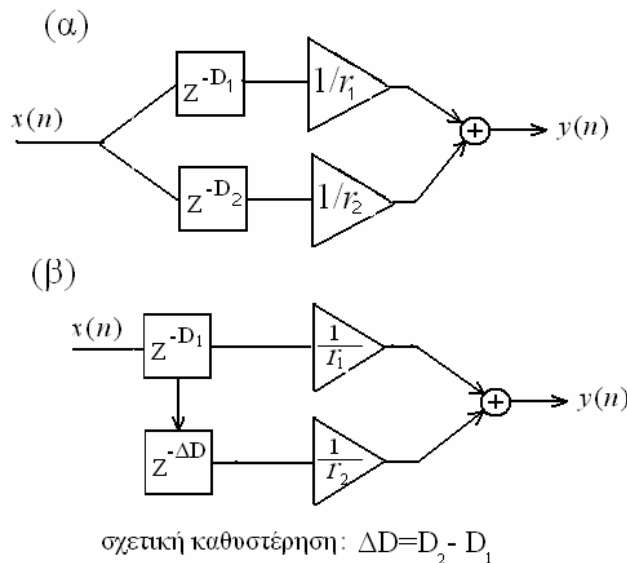 (α)
Z^-D₁
1/r₁
x(n)
+
y(n)
Z^-D₂
1/r₂
(β)
x(n)
Z^-D₁
1/r₁
+
y(n)
Z^-ΔD
1/r₂
σχετική καθυστέρηση: ΔD=D₂- D₁